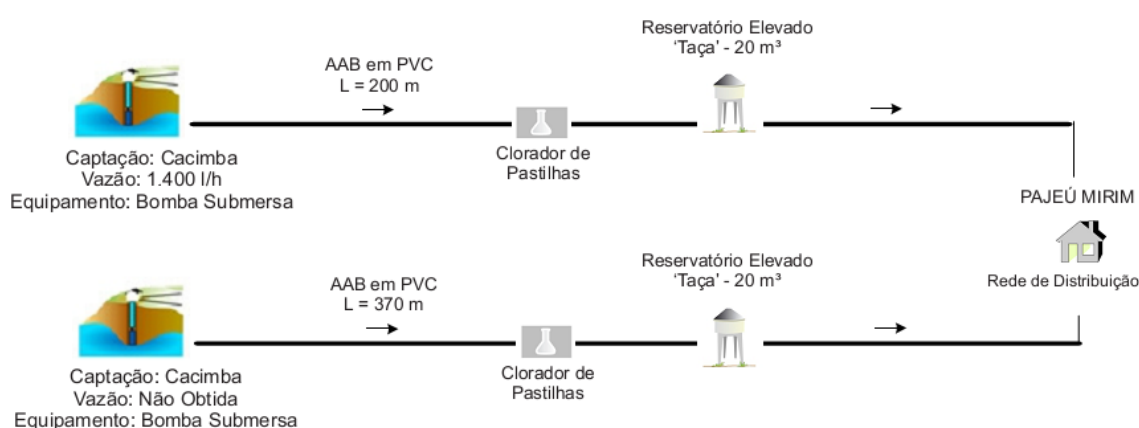 Reservatório Elevado
'Taça' - 20 m³
AAB em PVC
L = 200 m
Clorador de
Pastilhas
Captação: Cacimba
Vazão: 1.400 l/h
Equipamento: Bomba Submersa
PAJEÚ MIRIM
Rede de Distribuição
Reservatório Elevado
'Taça' - 20 m³
AAB em PVC
L = 370 m
Clorador de
Pastilhas
Captação: Cacimba
Vazão: Não Obtida
Equipamento: Bomba Submersa